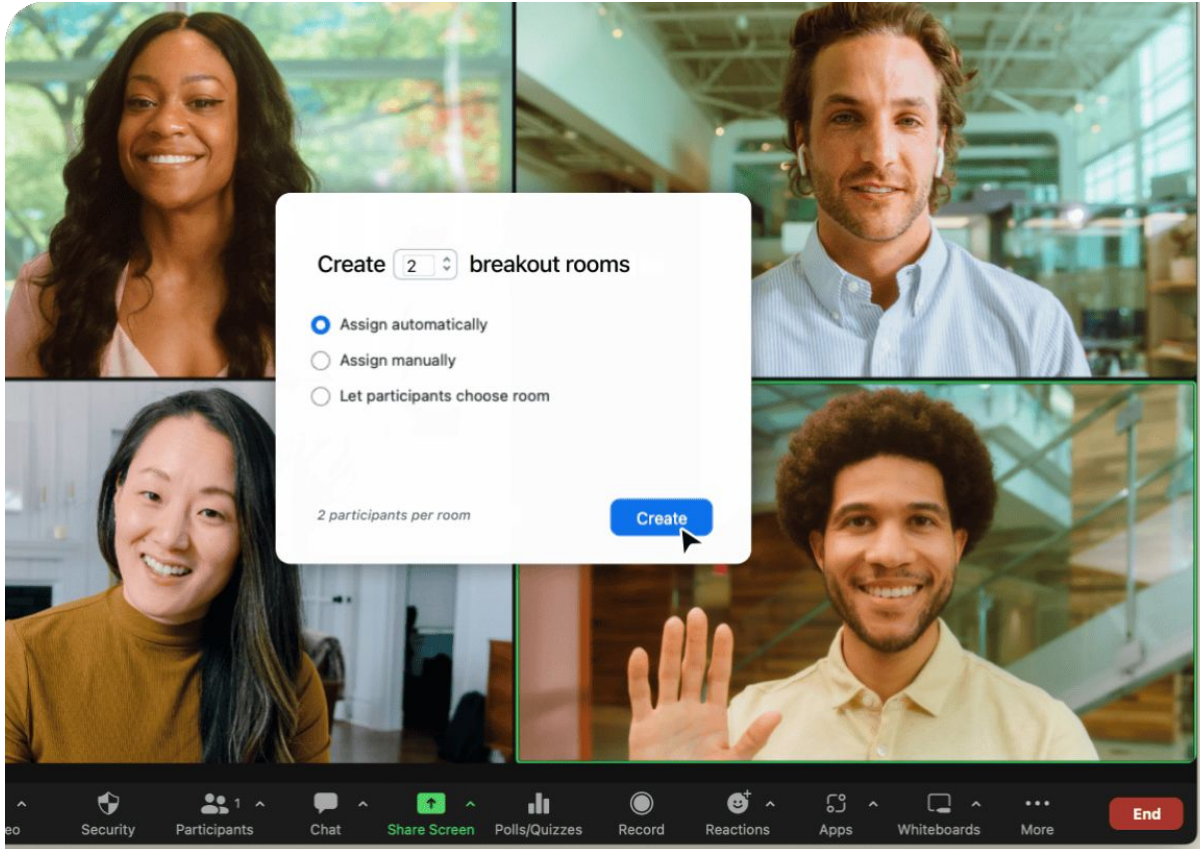 Create 2 breakout rooms
Assign automatically
Assign manually
Let participants choose room
2 participants per room
Create
eo Security Participants 1 Chat Share Screen Polls/Quizzes Record Reactions Apps Whiteboards More End